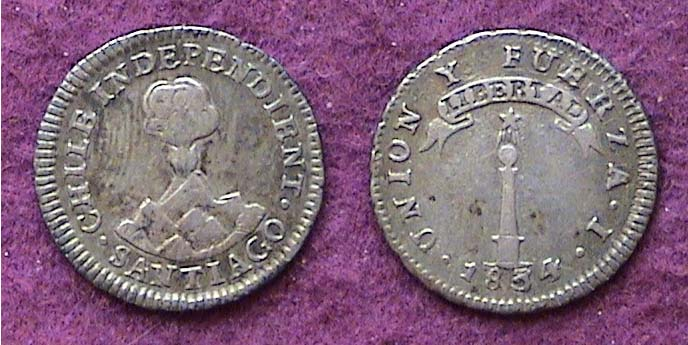 CHILE INDEPENDIENT.
· SANTIAGO ·
UNION Y FUERZA · I ·
LIBERTAD
· 1834 ·